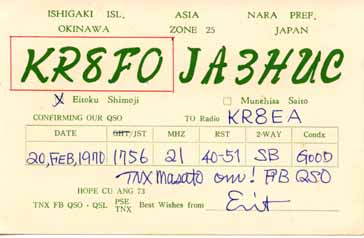 ISHIGAKI ISL. ASIA NARA PREF.
OKINAWA ZONE 25 JAPAN
KR8FO JA3HUC
X Eitoku Shimoji □ Munehisa Saito
CONFIRMING OUR QSO TO Radio KR8EA
DATE GMT/JST MHZ RST 2-WAY Condx
20,FEB,1970 1756 21 40-51 SB GOOD
TNX Masato om! FB QSO
HOPE CU ANG 73
TNX FB QSO · QSL PSE TNX Best Wishes from